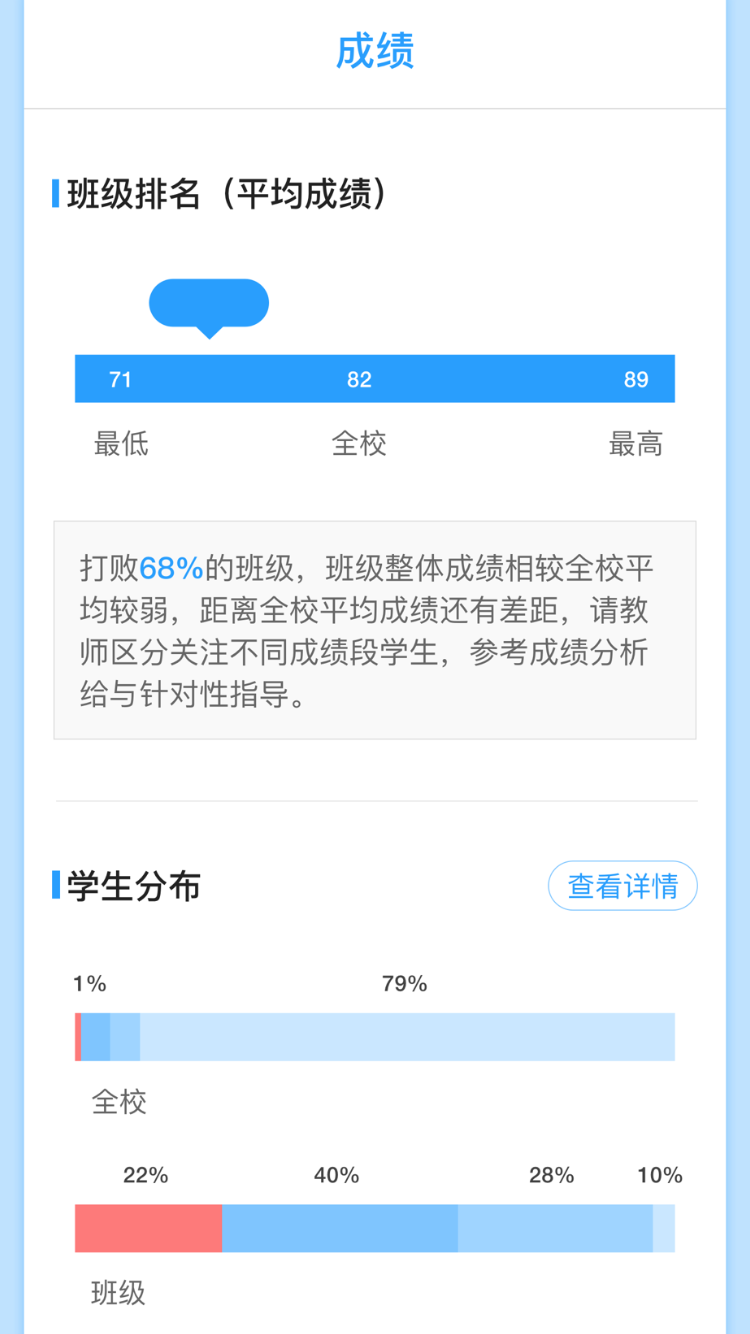 成绩
班级排名（平均成绩）
71 82 89
最低 全校 最高
打败68%的班级，班级整体成绩相较全校平
均较弱，距离全校平均成绩还有差距，请教
师区分关注不同成绩段学生，参考成绩分析
给与针对性指导。
学生分布 查看详情
1% 79%
全校
22% 40% 28% 10%
班级